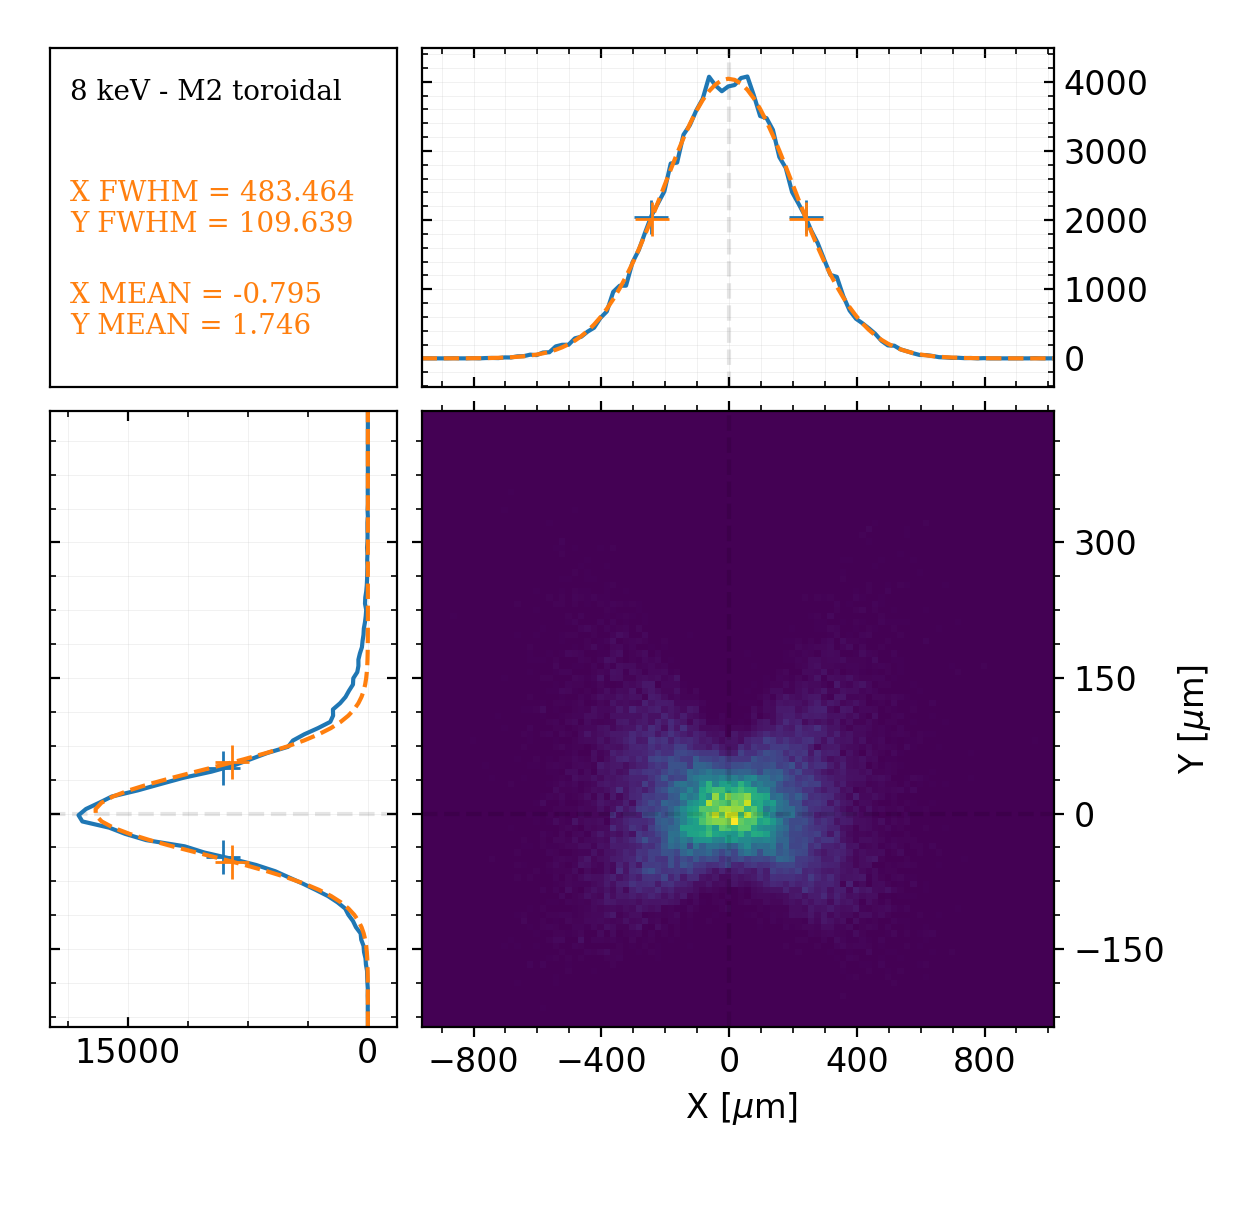 8 keV - M2 toroidal
X FWHM = 483.464
Y FWHM = 109.639
X MEAN = -0.795
Y MEAN = 1.746
4000
3000
2000
1000
0
300
150
0
−150
Y [μm]
15000 0
−800 −400 0 400 800
X [μm]